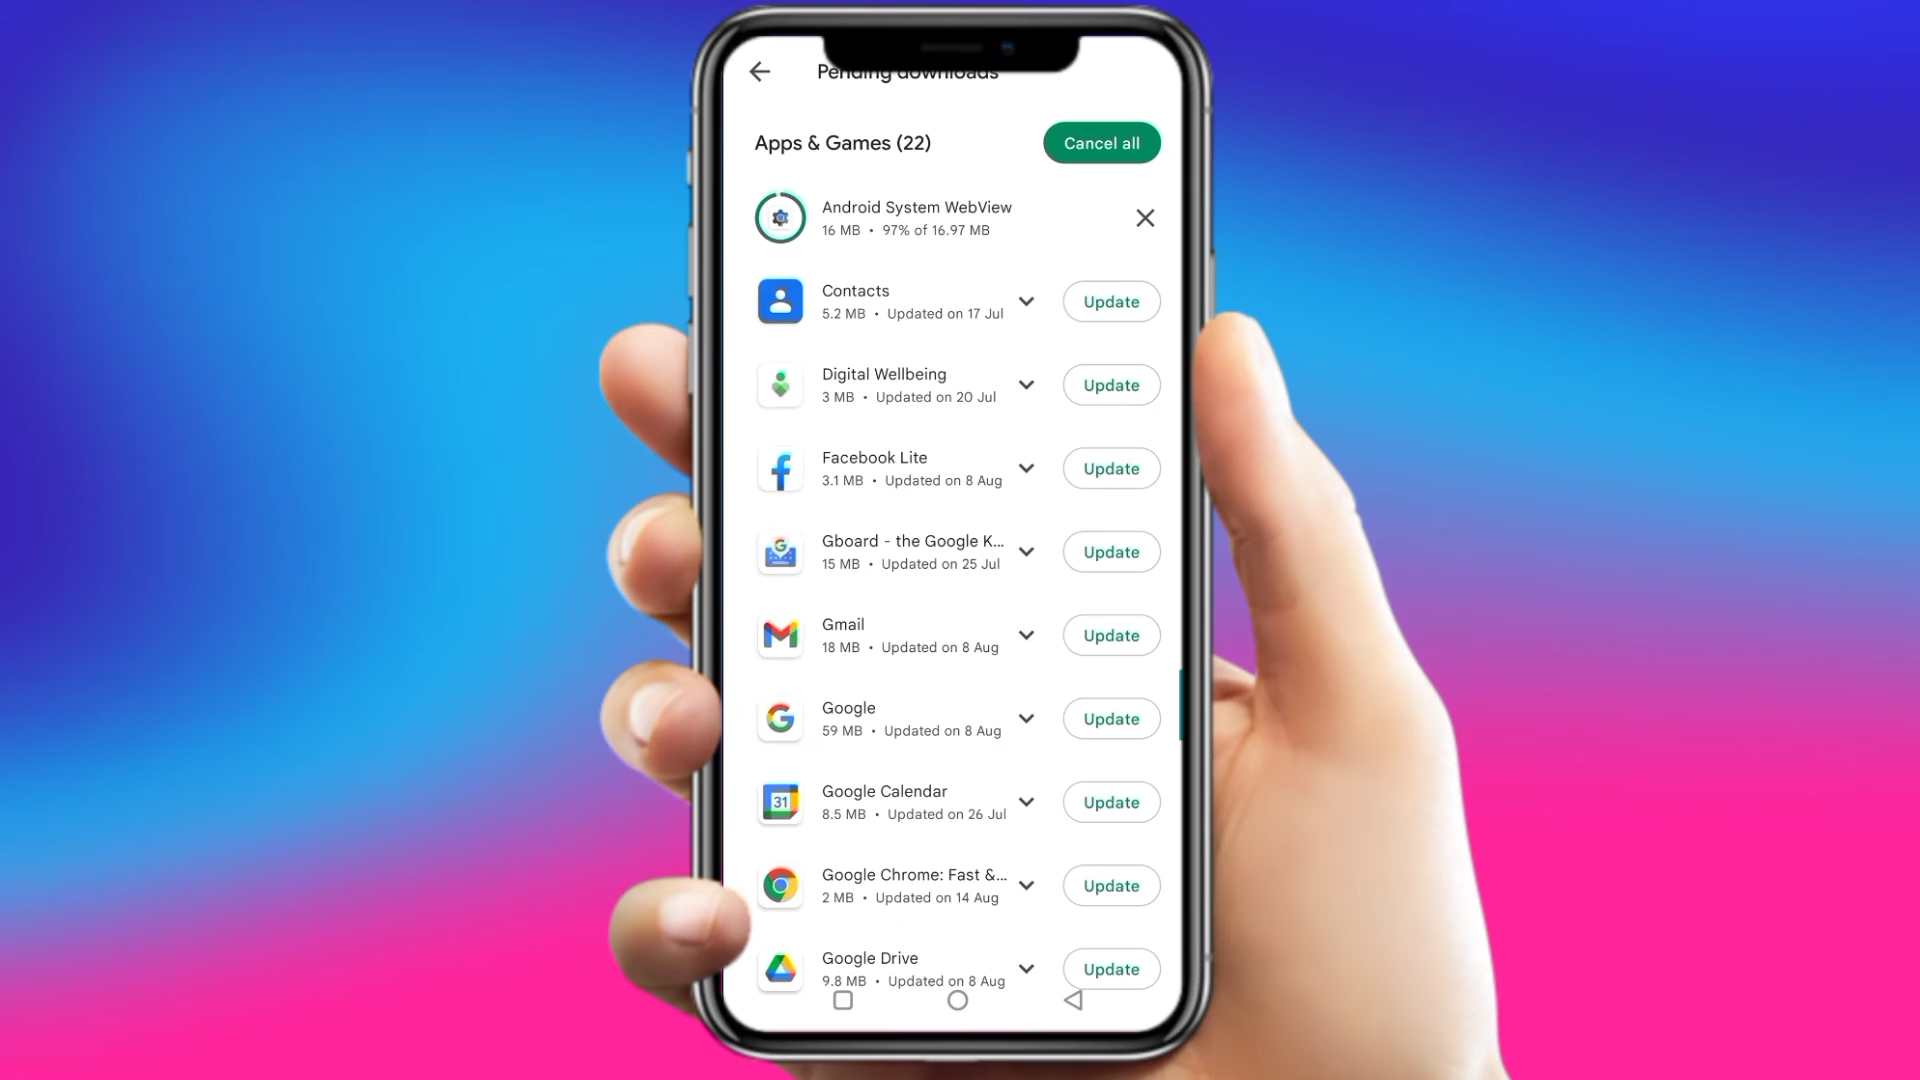 Pending downloads
Apps & Games (22)
Cancel all
Android System WebView
16 MB • 97% of 16.97 MB
Contacts
5.2 MB • Updated on 17 Jul
Update
Digital Wellbeing
3 MB • Updated on 20 Jul
Update
Facebook Lite
3.1 MB • Updated on 8 Aug
Update
Gboard - the Google K...
15 MB • Updated on 25 Jul
Update
Gmail
18 MB • Updated on 8 Aug
Update
Google
59 MB • Updated on 8 Aug
Update
Google Calendar
8.5 MB • Updated on 26 Jul
Update
31
Google Chrome: Fast &...
2 MB • Updated on 14 Aug
Update
Google Drive
9.8 MB • Updated on 8 Aug
Update